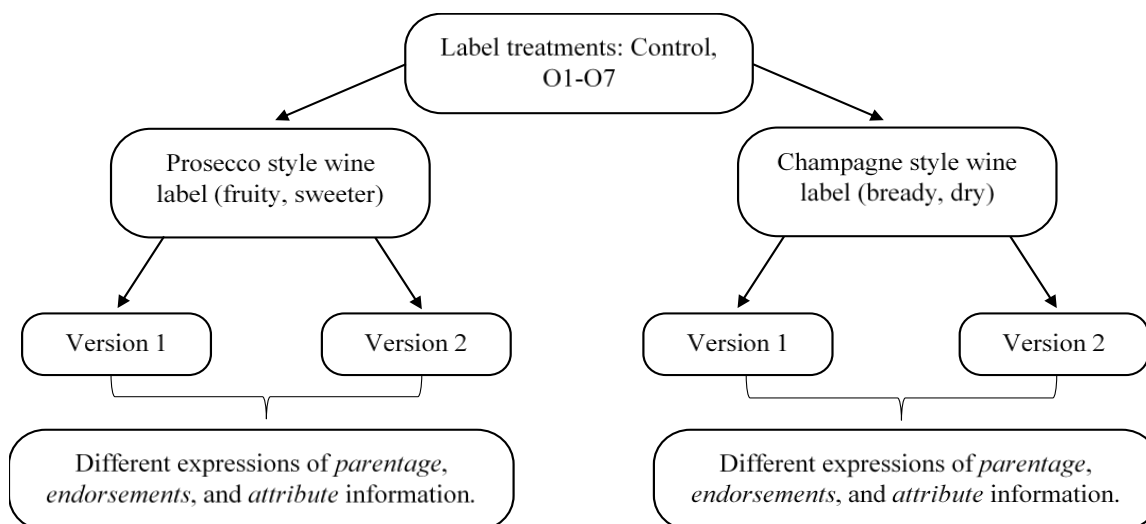 Label treatments: Control,
O1-O7
Prosecco style wine
label (fruity, sweeter)
Champagne style wine
label (bready, dry)
Version 1
Version 2
Version 1
Version 2
Different expressions of parentage,
endorsements, and attribute information.
Different expressions of parentage,
endorsements, and attribute information.